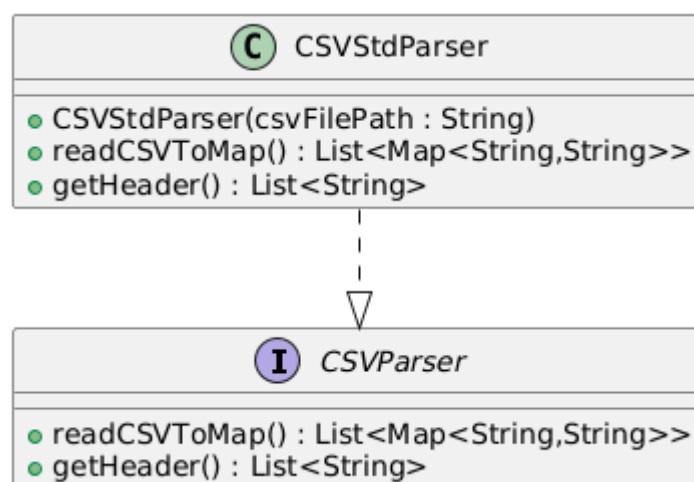 C CSVStdParser
CSVStdParser(csvFilePath : String)
readCSVToMap() : List<Map<String,String>>
getHeader() : List<String>
I CSVParser
readCSVToMap() : List<Map<String,String>>
getHeader() : List<String>